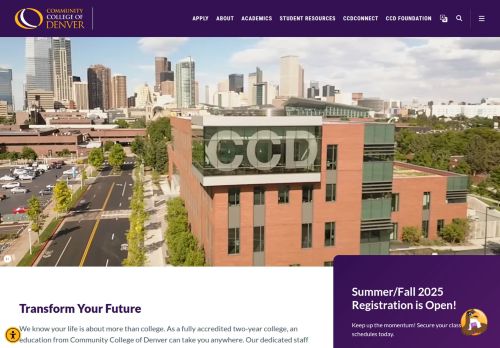 COMMUNITY
COLLEGE OF
DENVER
APPLY ABOUT ACADEMICS STUDENT RESOURCES CCDCONNECT CCD FOUNDATION
CCD
Transform Your Future
We know your life is about more than college. As a fully accredited two-year college, an
education from Community College of Denver can take you anywhere. Our dedicated staff
Summer/Fall 2025
Registration is Open!
Keep up the momentum! Secure your class
schedules today.